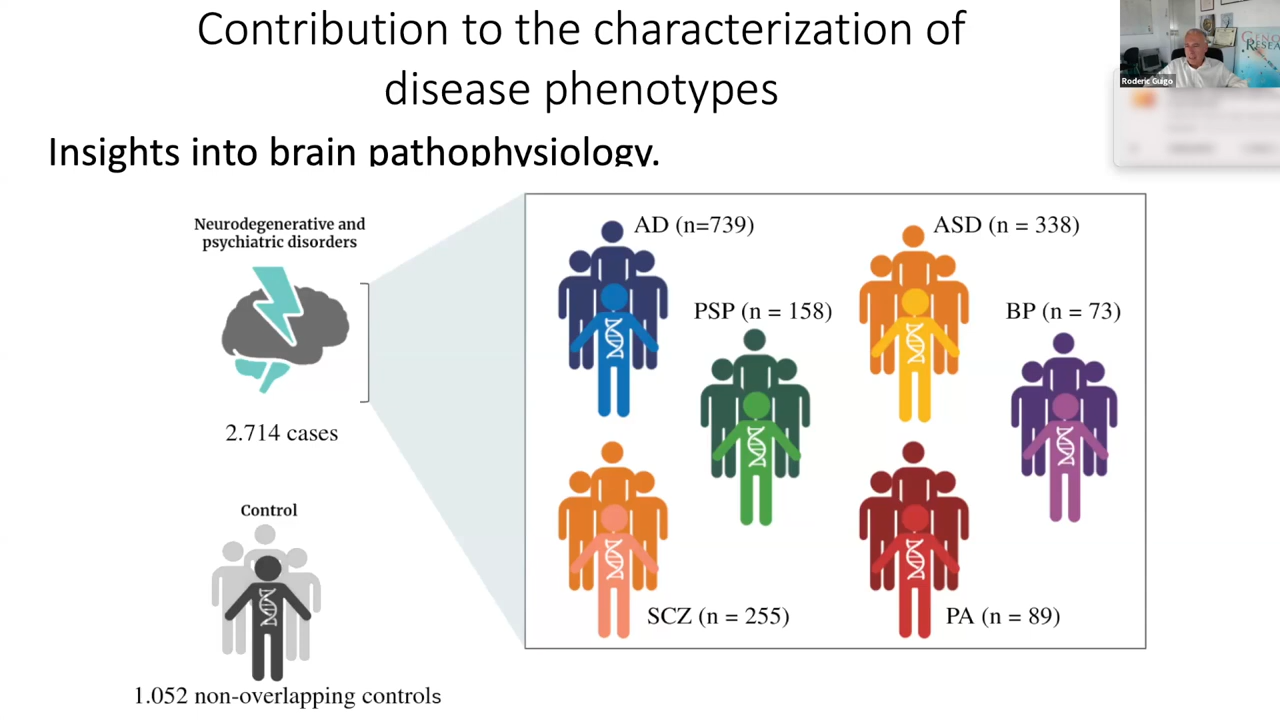 Contribution to the characterization of
disease phenotypes
Roderic Guigo
Insights into brain pathophysiology.
Neurodegenerative and
psychiatric disorders
2.714 cases
Control
1.052 non-overlapping controls
AD (n=739)
ASD (n = 338)
PSP (n = 158)
BP (n = 73)
SCZ (n = 255)
PA (n = 89)